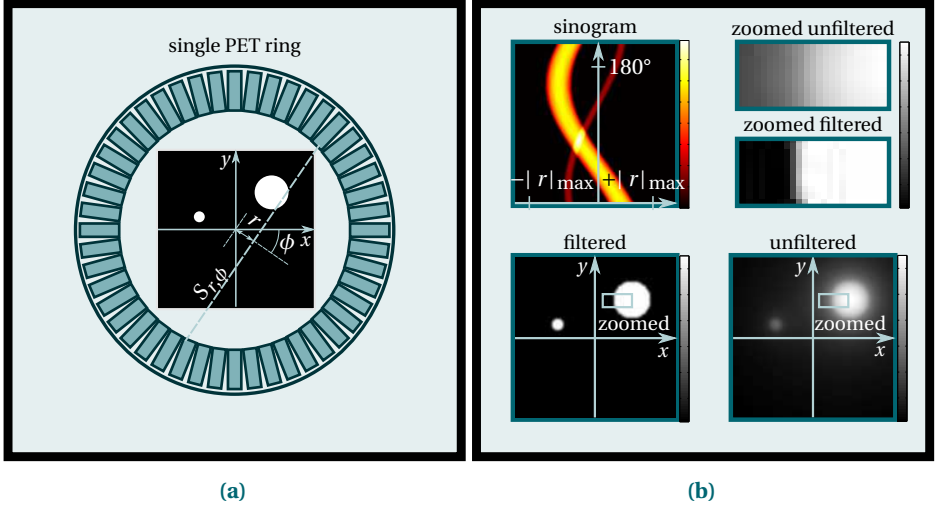 single PET ring
y
r
x
ϕ
S_{r,ϕ}
(a)
sinogram
180°
−| r|max
+| r|max
zoomed unfiltered
zoomed filtered
filtered
y
zoomed
x
unfiltered
y
zoomed
x
(b)